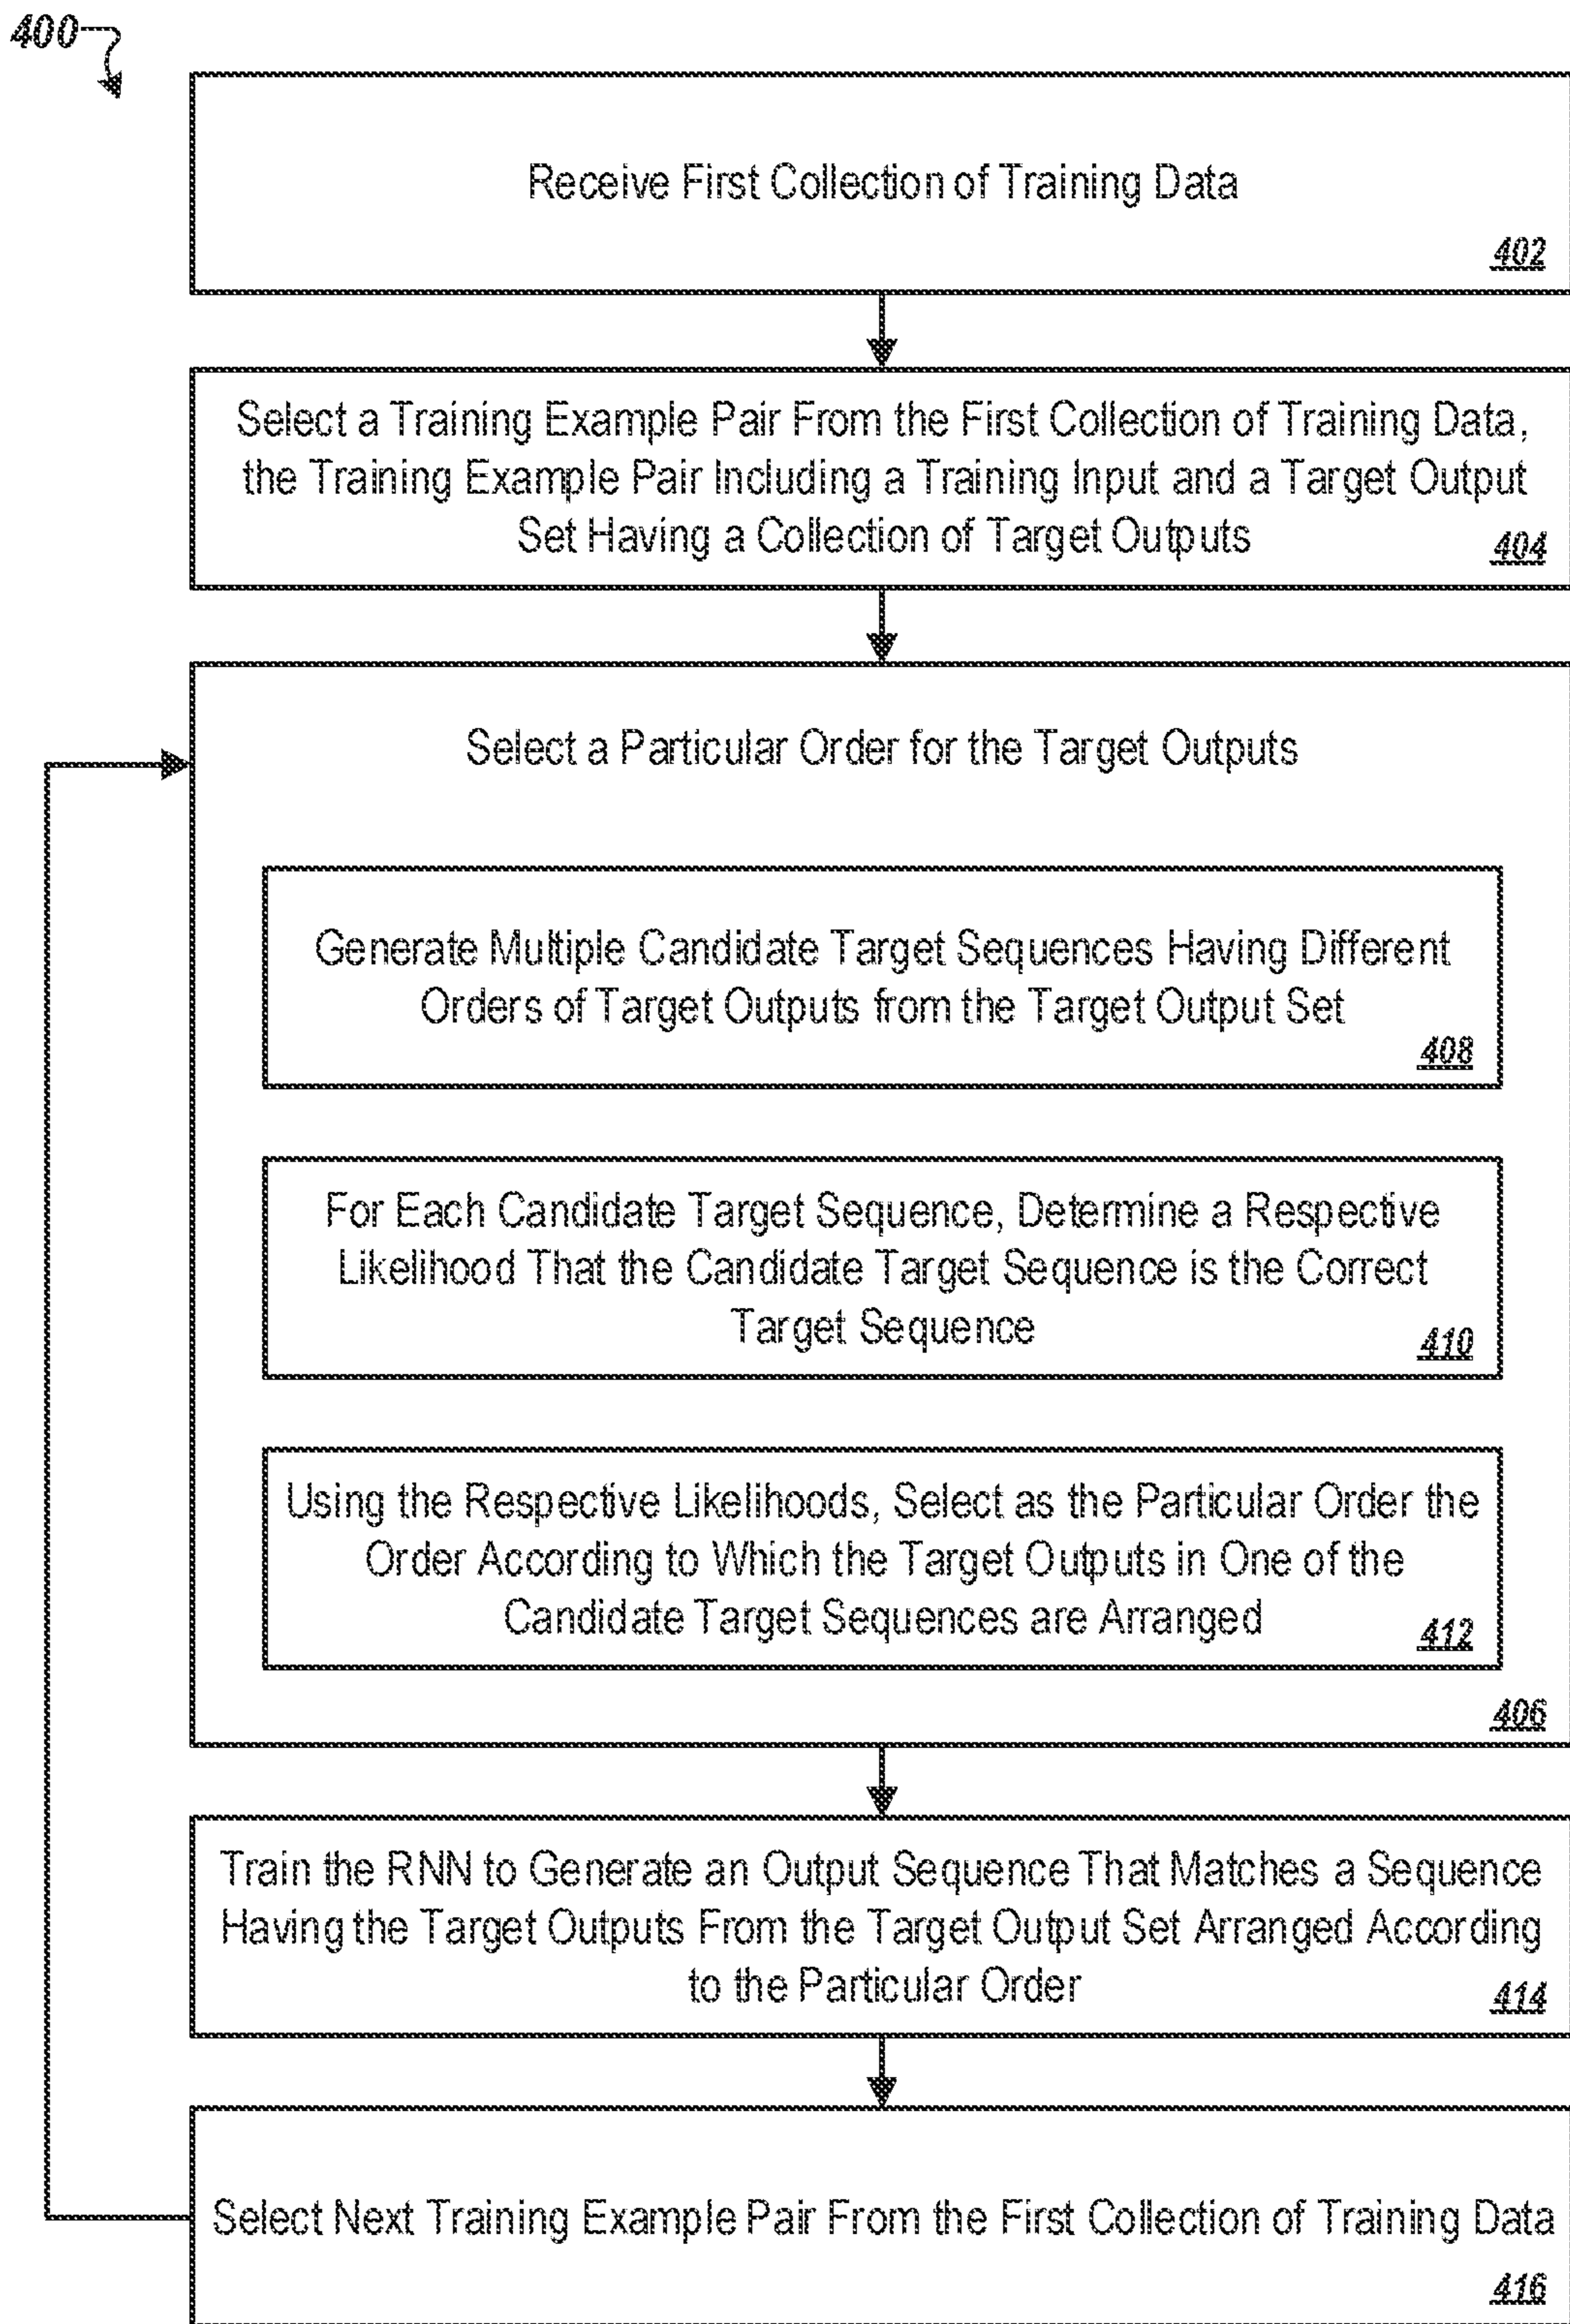 400
Receive First Collection of Training Data
402
Select a Training Example Pair From the First Collection of Training Data,
the Training Example Pair Including a Training Input and a Target Output
Set Having a Collection of Target Outputs
404
Select a Particular Order for the Target Outputs
Generate Multiple Candidate Target Sequences Having Different
Orders of Target Outputs from the Target Output Set
408
For Each Candidate Target Sequence, Determine a Respective
Likelihood That the Candidate Target Sequence is the Correct
Target Sequence
410
Using the Respective Likelihoods, Select as the Particular Order the
Order According to Which the Target Outputs in One of the
Candidate Target Sequences are Arranged
412
406
Train the RNN to Generate an Output Sequence That Matches a Sequence
Having the Target Outputs From the Target Output Set Arranged According
to the Particular Order
414
Select Next Training Example Pair From the First Collection of Training Data
416